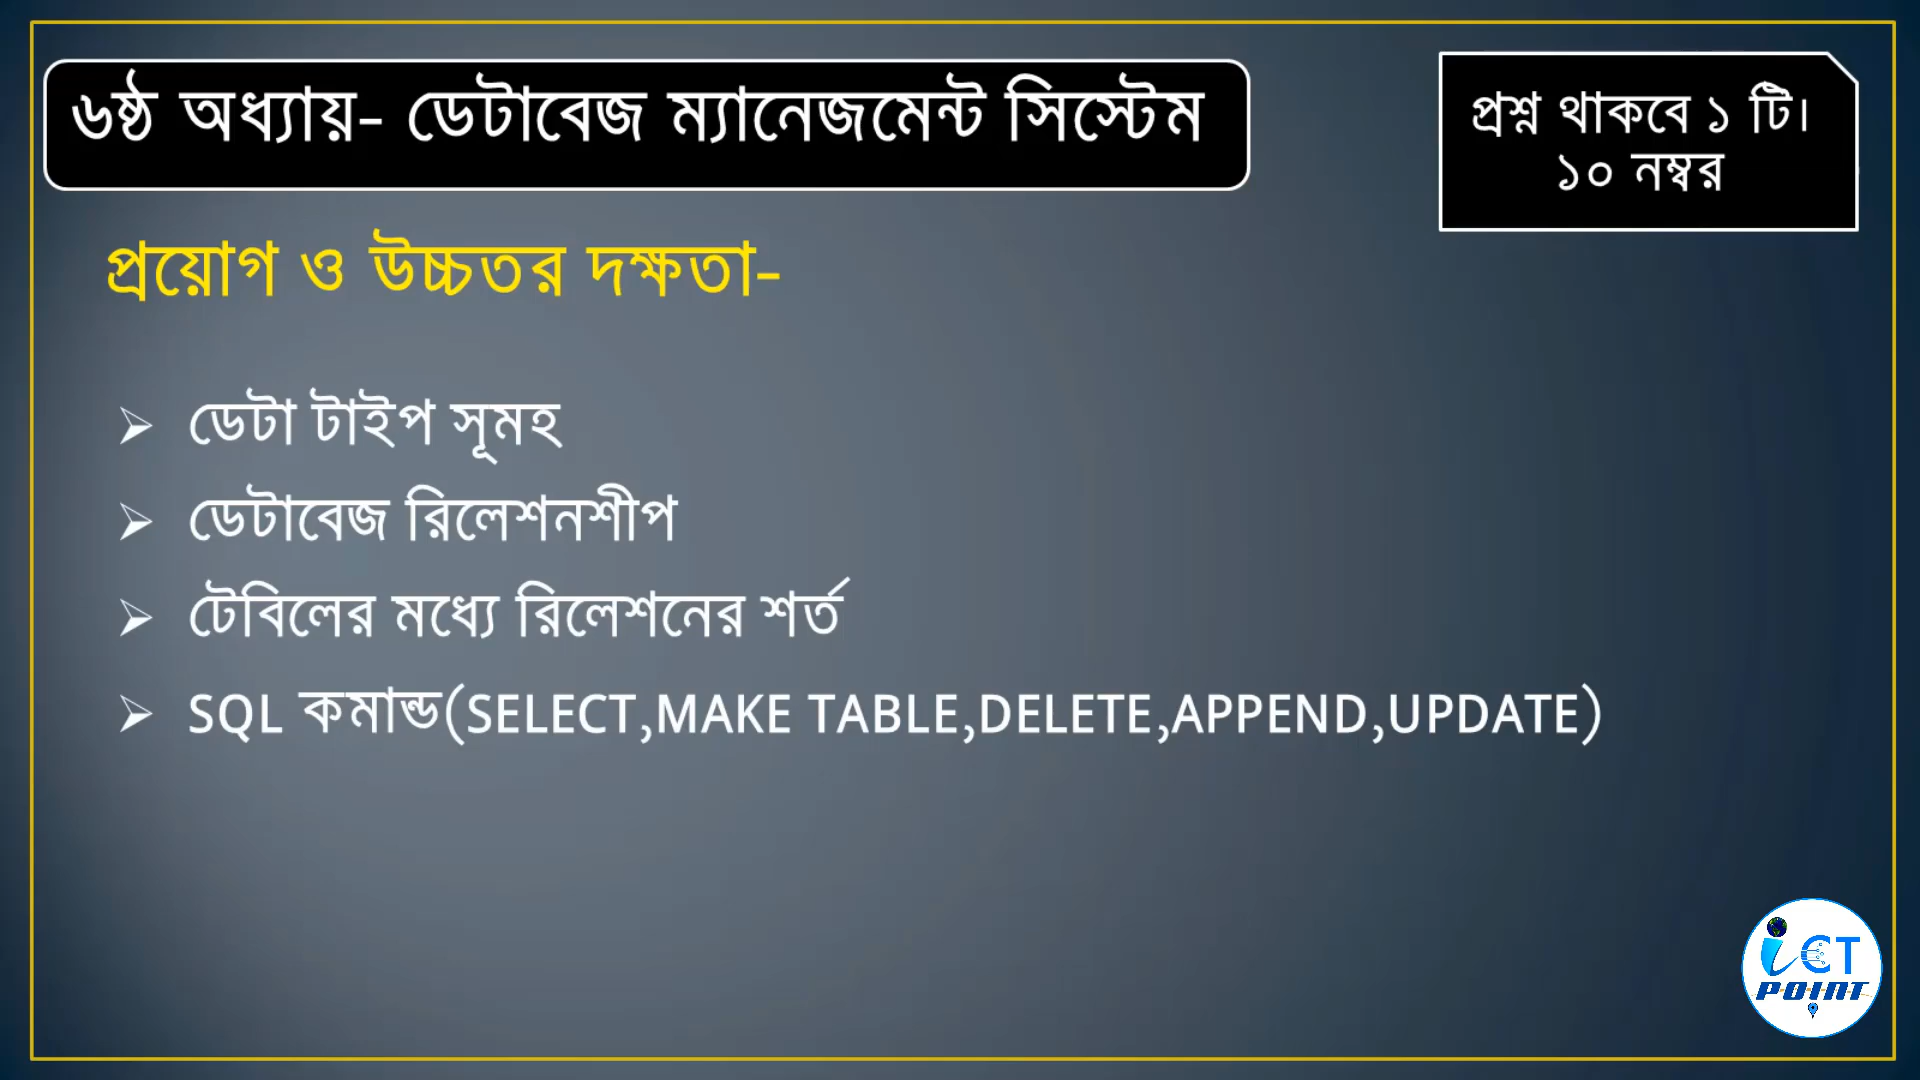 ৬ষ্ঠ অধ্যায়- ডেটাবেজ ম্যানেজমেন্ট সিস্টেম
প্রশ্ন থাকবে ১ টি।
১০ নম্বর
প্রয়োগ ও উচ্চতর দক্ষতা-
➢ ডেটা টাইপ সূমহ
➢ ডেটাবেজ রিলেশনশীপ
➢ টেবিলের মধ্যে রিলেশনের শর্ত
➢ SQL কমান্ড(SELECT,MAKE TABLE,DELETE,APPEND,UPDATE)
iCT
POINT